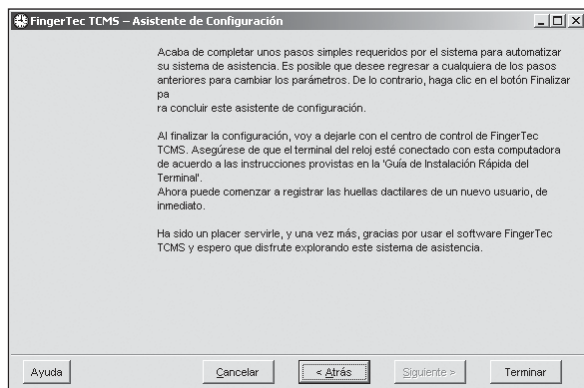 FingerTec TCMS – Asistente de Configuración
Acaba de completar unos pasos simples requeridos por el sistema para automatizar
su sistema de asistencia. Es posible que desee regresar a cualquiera de los pasos
anteriores para cambiar los parámetros. De lo contrario, haga clic en el botón Finalizar
pa
ra concluir este asistente de configuración.
Al finalizar la configuración, voy a dejarle con el centro de control de FingerTec
TCMS. Asegúrese de que el terminal del reloj esté conectado con esta computadora
de acuerdo a las instrucciones provistas en la 'Guía de Instalación Rápida del
Terminal'.
Ahora puede comenzar a registrar las huellas dactilares de un nuevo usuario, de
inmediato.
Ha sido un placer servirle, y una vez más, gracias por usar el software FingerTec
TCMS y espero que disfrute explorando este sistema de asistencia.
Ayuda Cancelar < Atrás Siguiente > Terminar